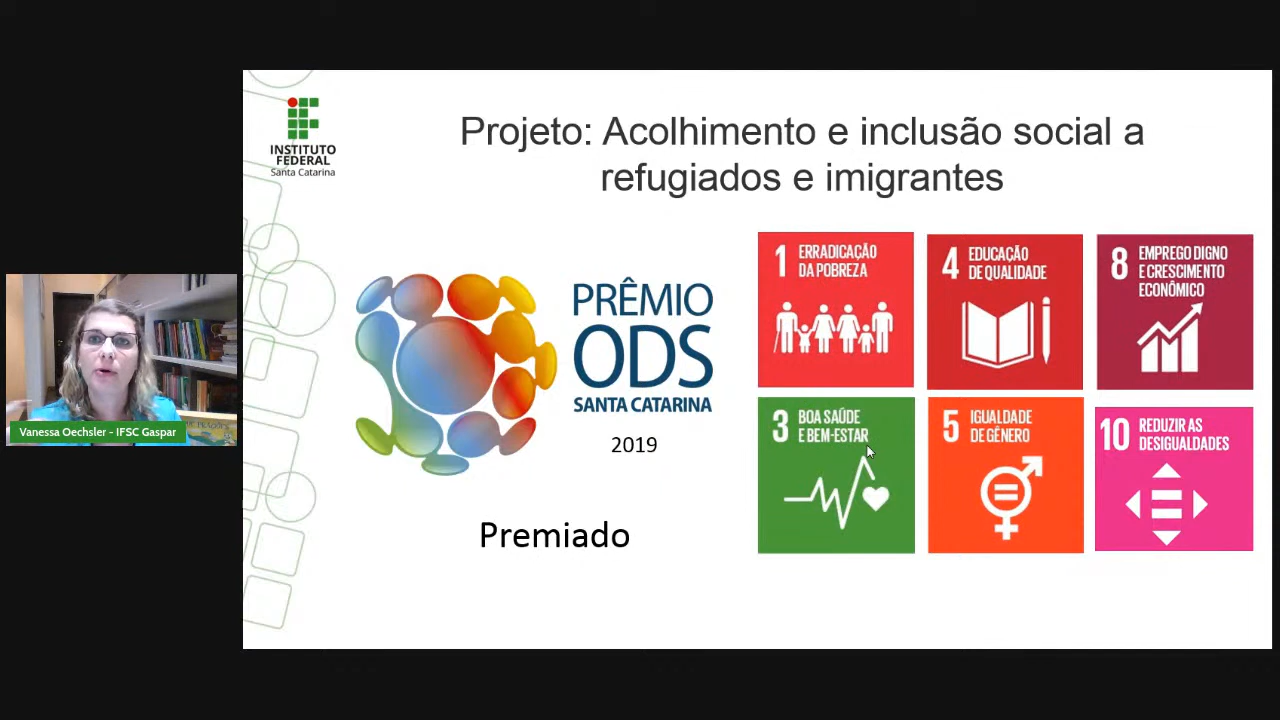 INSTITUTO
FEDERAL
Santa Catarina
Projeto: Acolhimento e inclusão social a
refugiados e imigrantes
PRÊMIO
ODS
SANTA CATARINA
2019
Premiado
1 ERRADICAÇÃO
DA POBREZA
4 EDUCAÇÃO
DE QUALIDADE
8 EMPREGO DIGNO
E CRESCIMENTO
ECONÔMICO
3 BOA SAÚDE
E BEM-ESTAR
5 IGUALDADE
DE GÊNERO
10 REDUZIR AS
DESIGUALDADES
Vanessa Oechsler - IFSC Gaspar